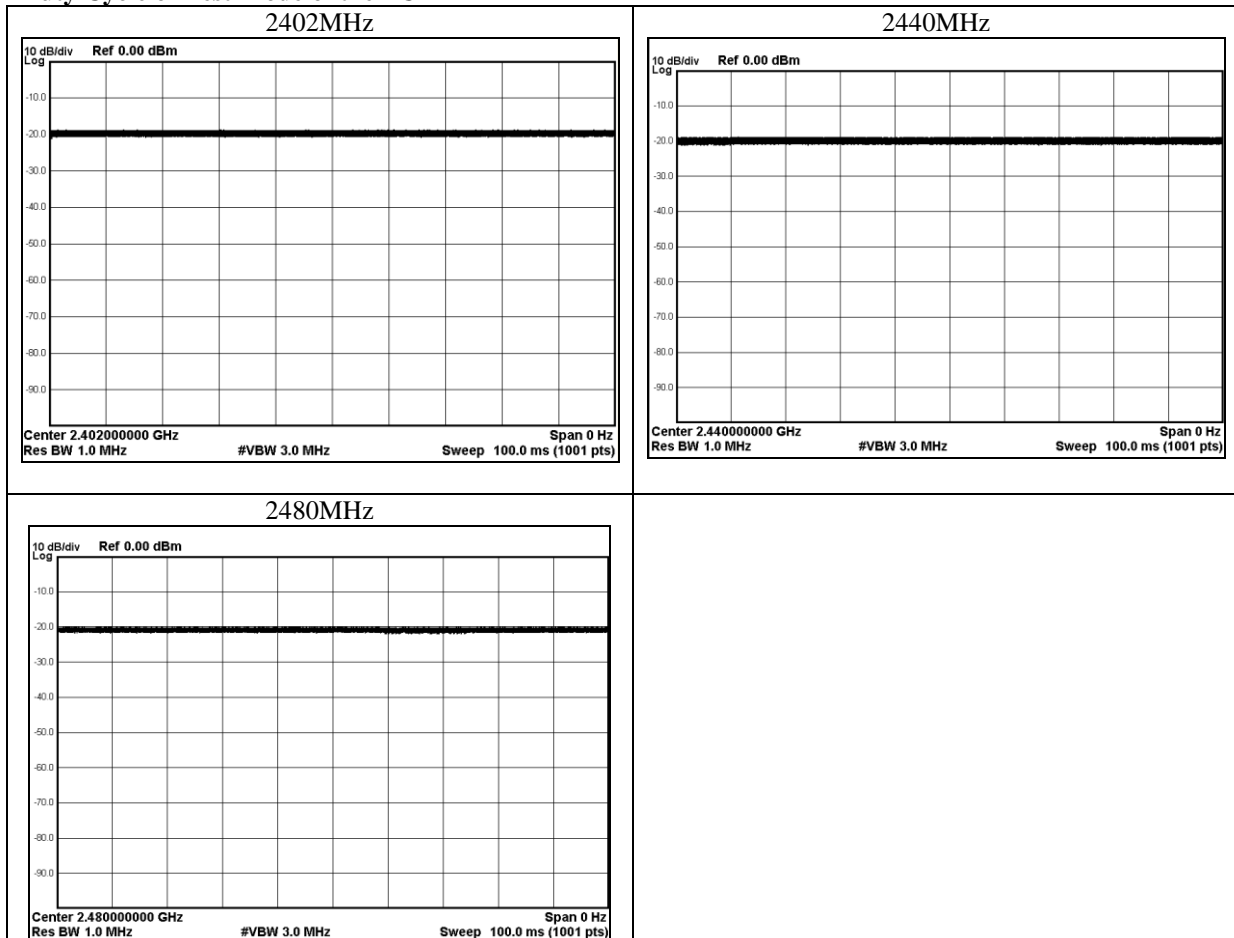 2402MHz
10 dB/div Ref 0.00 dBm
Log
-10.0
-20.0
-30.0
-40.0
-50.0
-60.0
-70.0
-80.0
-90.0
Center 2.402000000 GHz Span 0 Hz
Res BW 1.0 MHz #VBW 3.0 MHz Sweep 100.0 ms (1001 pts)
2440MHz
10 dB/div Ref 0.00 dBm
Log
-10.0
-20.0
-30.0
-40.0
-50.0
-60.0
-70.0
-80.0
-90.0
Center 2.440000000 GHz Span 0 Hz
Res BW 1.0 MHz #VBW 3.0 MHz Sweep 100.0 ms (1001 pts)
2480MHz
10 dB/div Ref 0.00 dBm
Log
-10.0
-20.0
-30.0
-40.0
-50.0
-60.0
-70.0
-80.0
-90.0
Center 2.480000000 GHz Span 0 Hz
Res BW 1.0 MHz #VBW 3.0 MHz Sweep 100.0 ms (1001 pts)